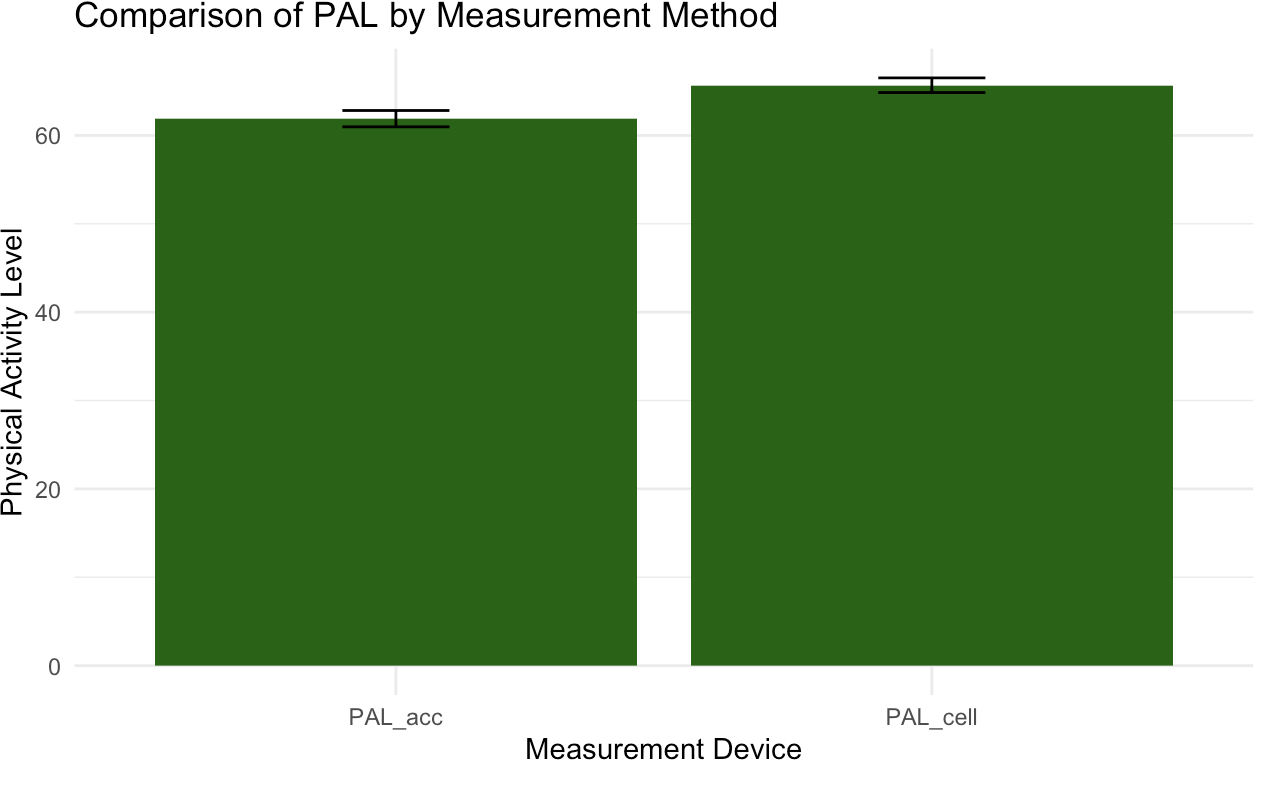 Comparison of PAL by Measurement Method
Physical Activity Level
60
40
20
0
PAL_acc
PAL_cell
Measurement Device